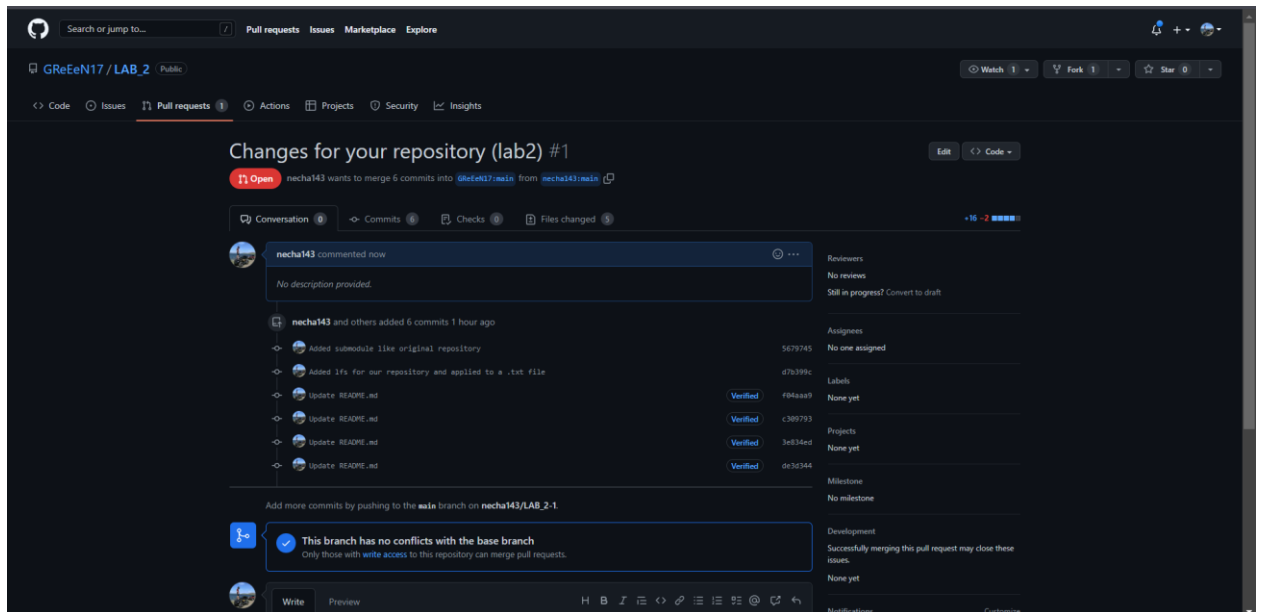 Search or jump to... /
Pull requests Issues Marketplace Explore
GReEeN17 / LAB_2 Public
Watch 1 Fork 1 Star 0
Code Issues Pull requests 1 Actions Projects Security Insights
Changes for your repository (lab2) #1
Edit Code
Open necha143 wants to merge 6 commits into GReEeN17:main from necha143:main
Conversation 0 Commits 6 Checks 0 Files changed 5
+16 −2
necha143 commented now
No description provided.
necha143 and others added 6 commits 1 hour ago
Added submodule like original repository 5679745
Added lfs for our repository and applied to a .txt file d7b399c
Update README.md Verified f04aaa9
Update README.md Verified c309793
Update README.md Verified 3e834ed
Update README.md Verified de3d344
Add more commits by pushing to the main branch on necha143/LAB_2-1.
This branch has no conflicts with the base branch
Only those with write access to this repository can merge pull requests.
Write Preview
H B I
Reviewers
No reviews
Still in progress? Convert to draft
Assignees
No one assigned
Labels
None yet
Projects
None yet
Milestone
No milestone
Development
Successfully merging this pull request may close these
issues.
None yet
Notifications Customize